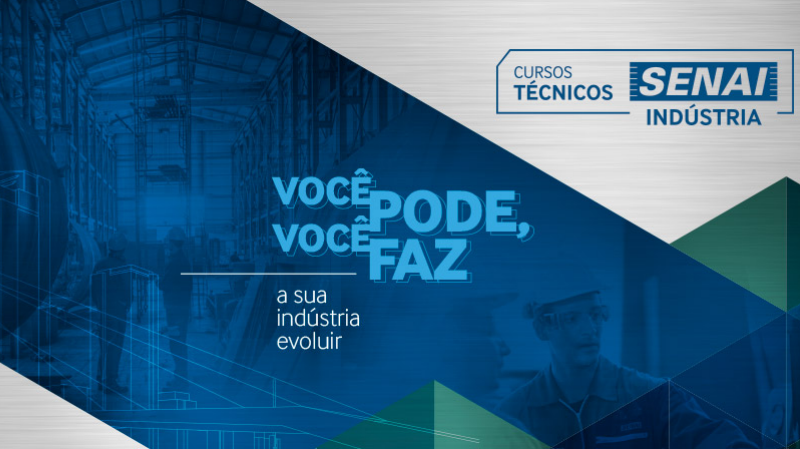 CURSOS
TÉCNICOS
SENAI
INDÚSTRIA
VOCÊ PODE,
VOCÊ FAZ
a sua
indústria
evoluir